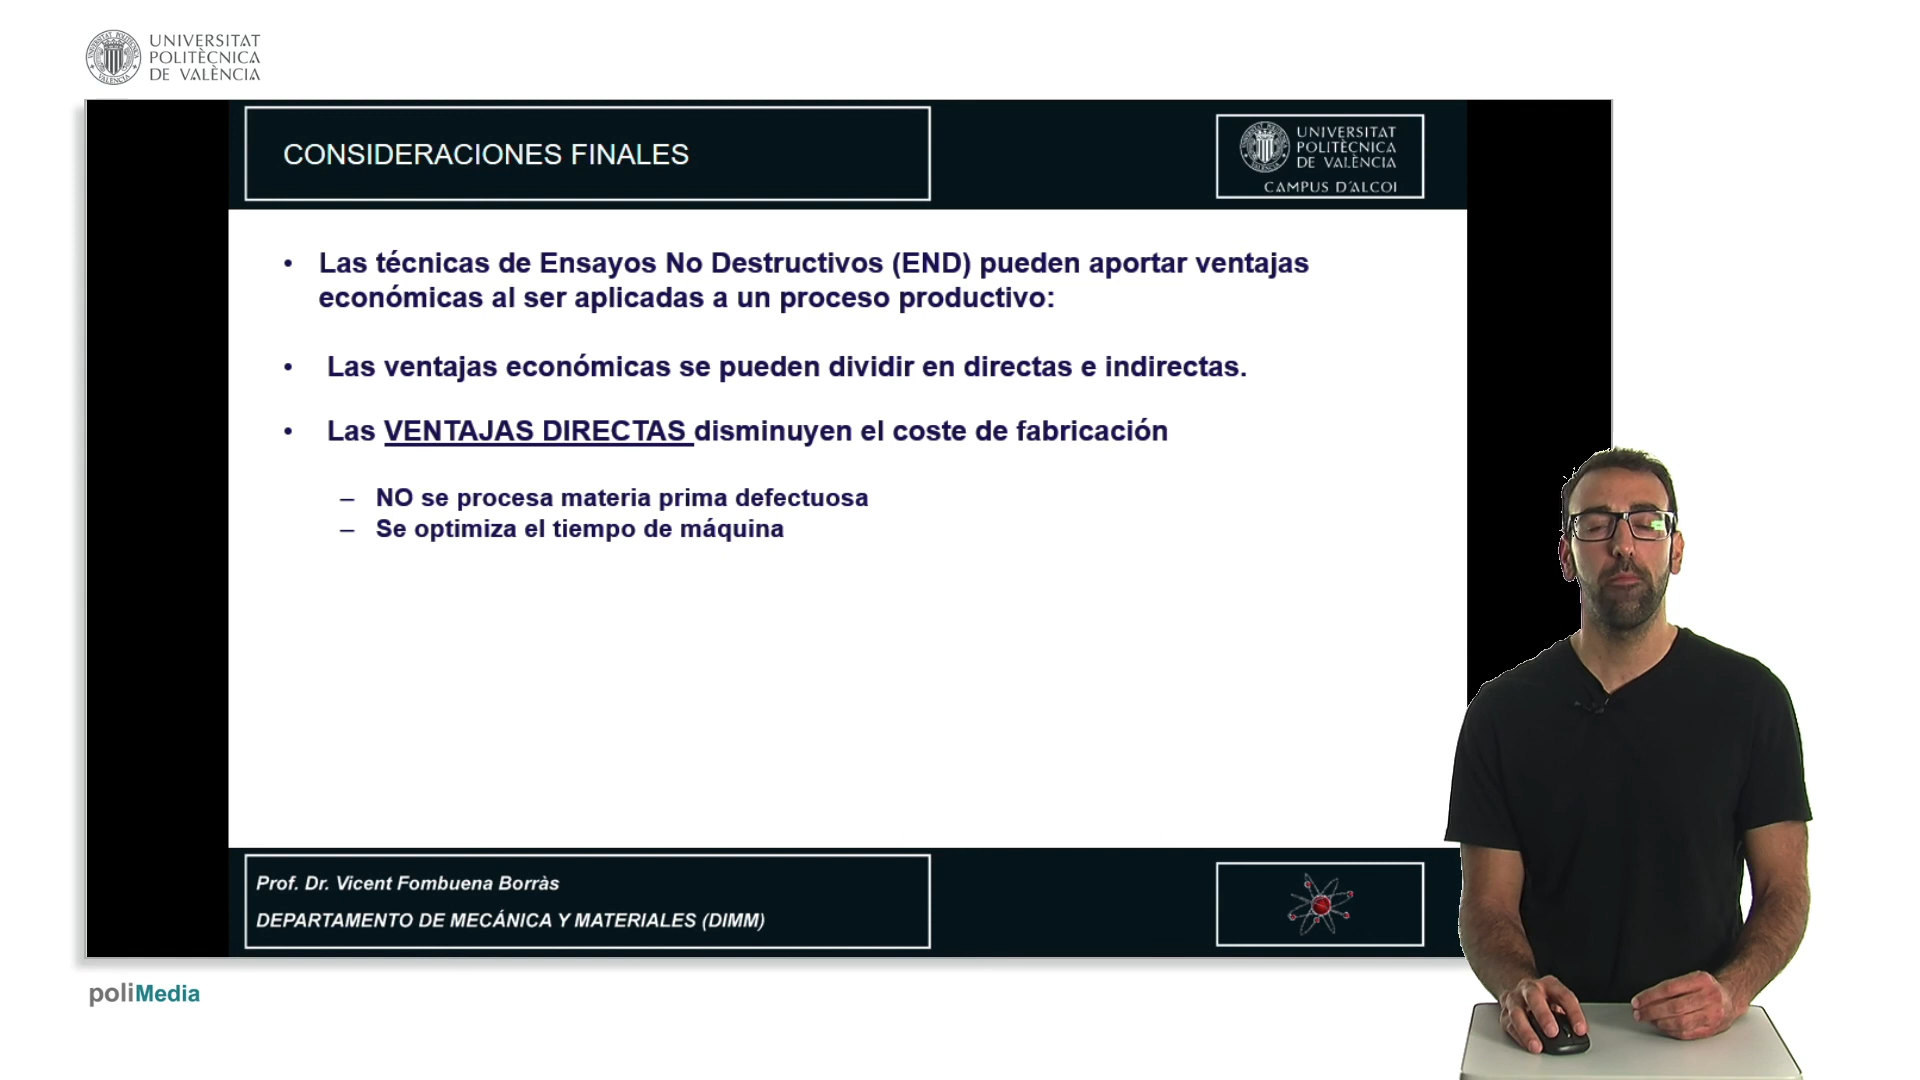 UNIVERSITAT
POLITÈCNICA
DE VALÈNCIA
CONSIDERACIONES FINALES
UNIVERSITAT
POLITÈCNICA
DE VALÈNCIA
CAMPUS D'ALCOI
• Las técnicas de Ensayos No Destructivos (END) pueden aportar ventajas
económicas al ser aplicadas a un proceso productivo:
• Las ventajas económicas se pueden dividir en directas e indirectas.
• Las VENTAJAS DIRECTAS disminuyen el coste de fabricación
– NO se procesa materia prima defectuosa
– Se optimiza el tiempo de máquina
Prof. Dr. Vicent Fombuena Borràs
DEPARTAMENTO DE MECÁNICA Y MATERIALES (DIMM)
poliMedia